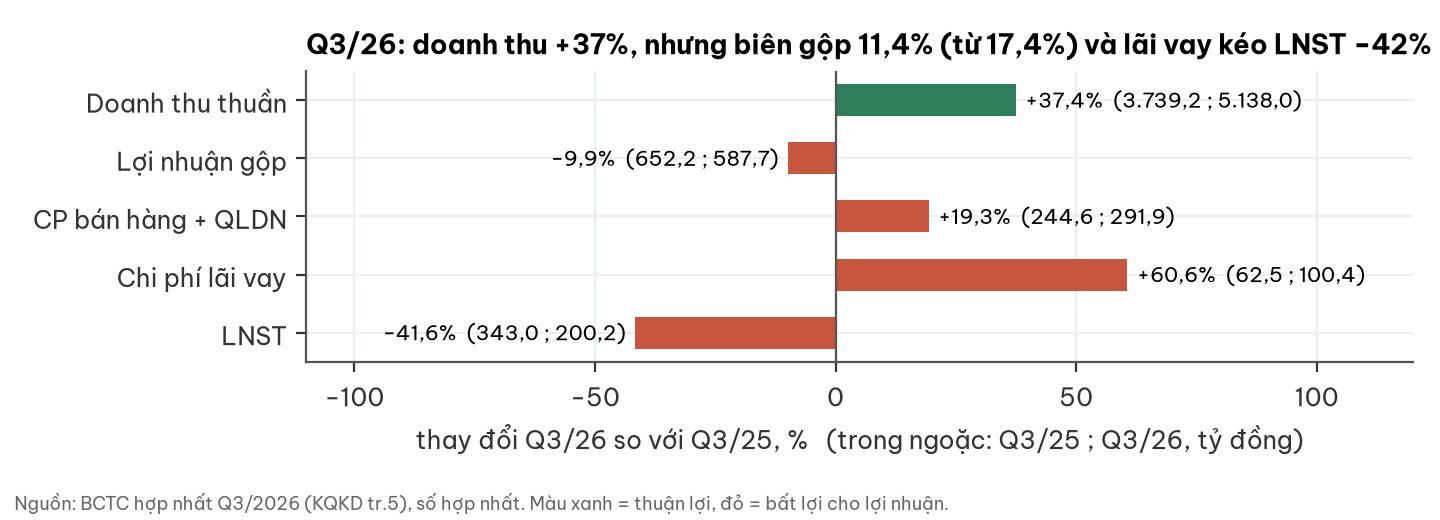 Q3/26: doanh thu +37%, nhưng biên gộp 11,4% (từ 17,4%) và lãi vay kéo LNST −42%
Doanh thu thuần
+37,4% (3.739,2 ; 5.138,0)
Lợi nhuận gộp
−9,9% (652,2 ; 587,7)
CP bán hàng + QLDN
+19,3% (244,6 ; 291,9)
Chi phí lãi vay
+60,6% (62,5 ; 100,4)
LNST
−41,6% (343,0 ; 200,2)
−100 −50 0 50 100
thay đổi Q3/26 so với Q3/25, % (trong ngoặc: Q3/25 ; Q3/26, tỷ đồng)
Nguồn: BCTC hợp nhất Q3/2026 (KQKD tr.5), số hợp nhất. Màu xanh = thuận lợi, đỏ = bất lợi cho lợi nhuận.